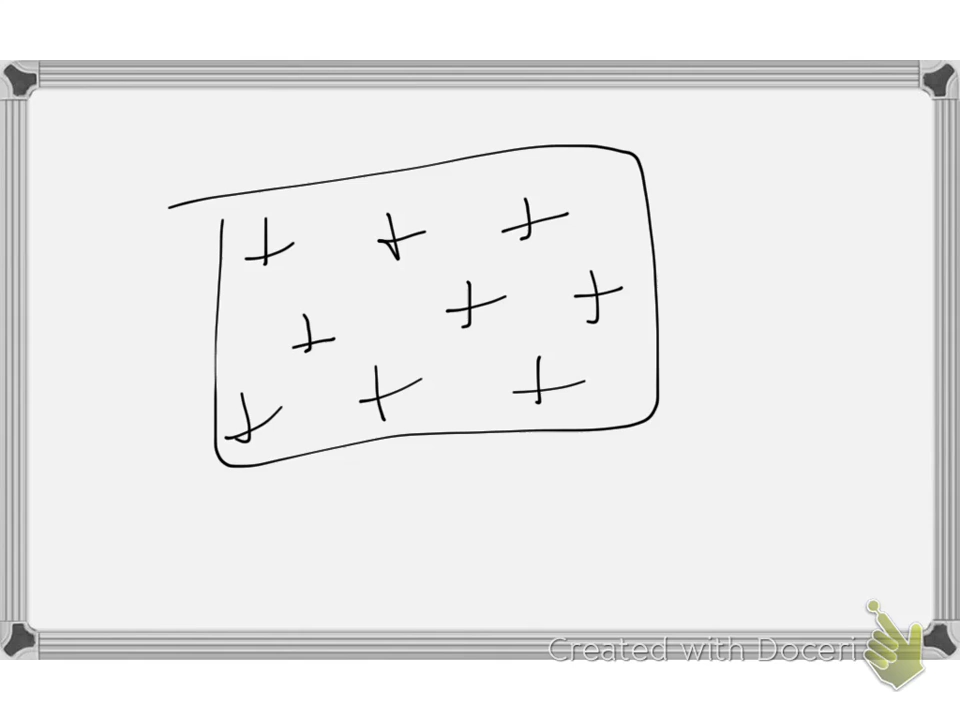 + + +
+ + +
+ + +
Created with Doceri